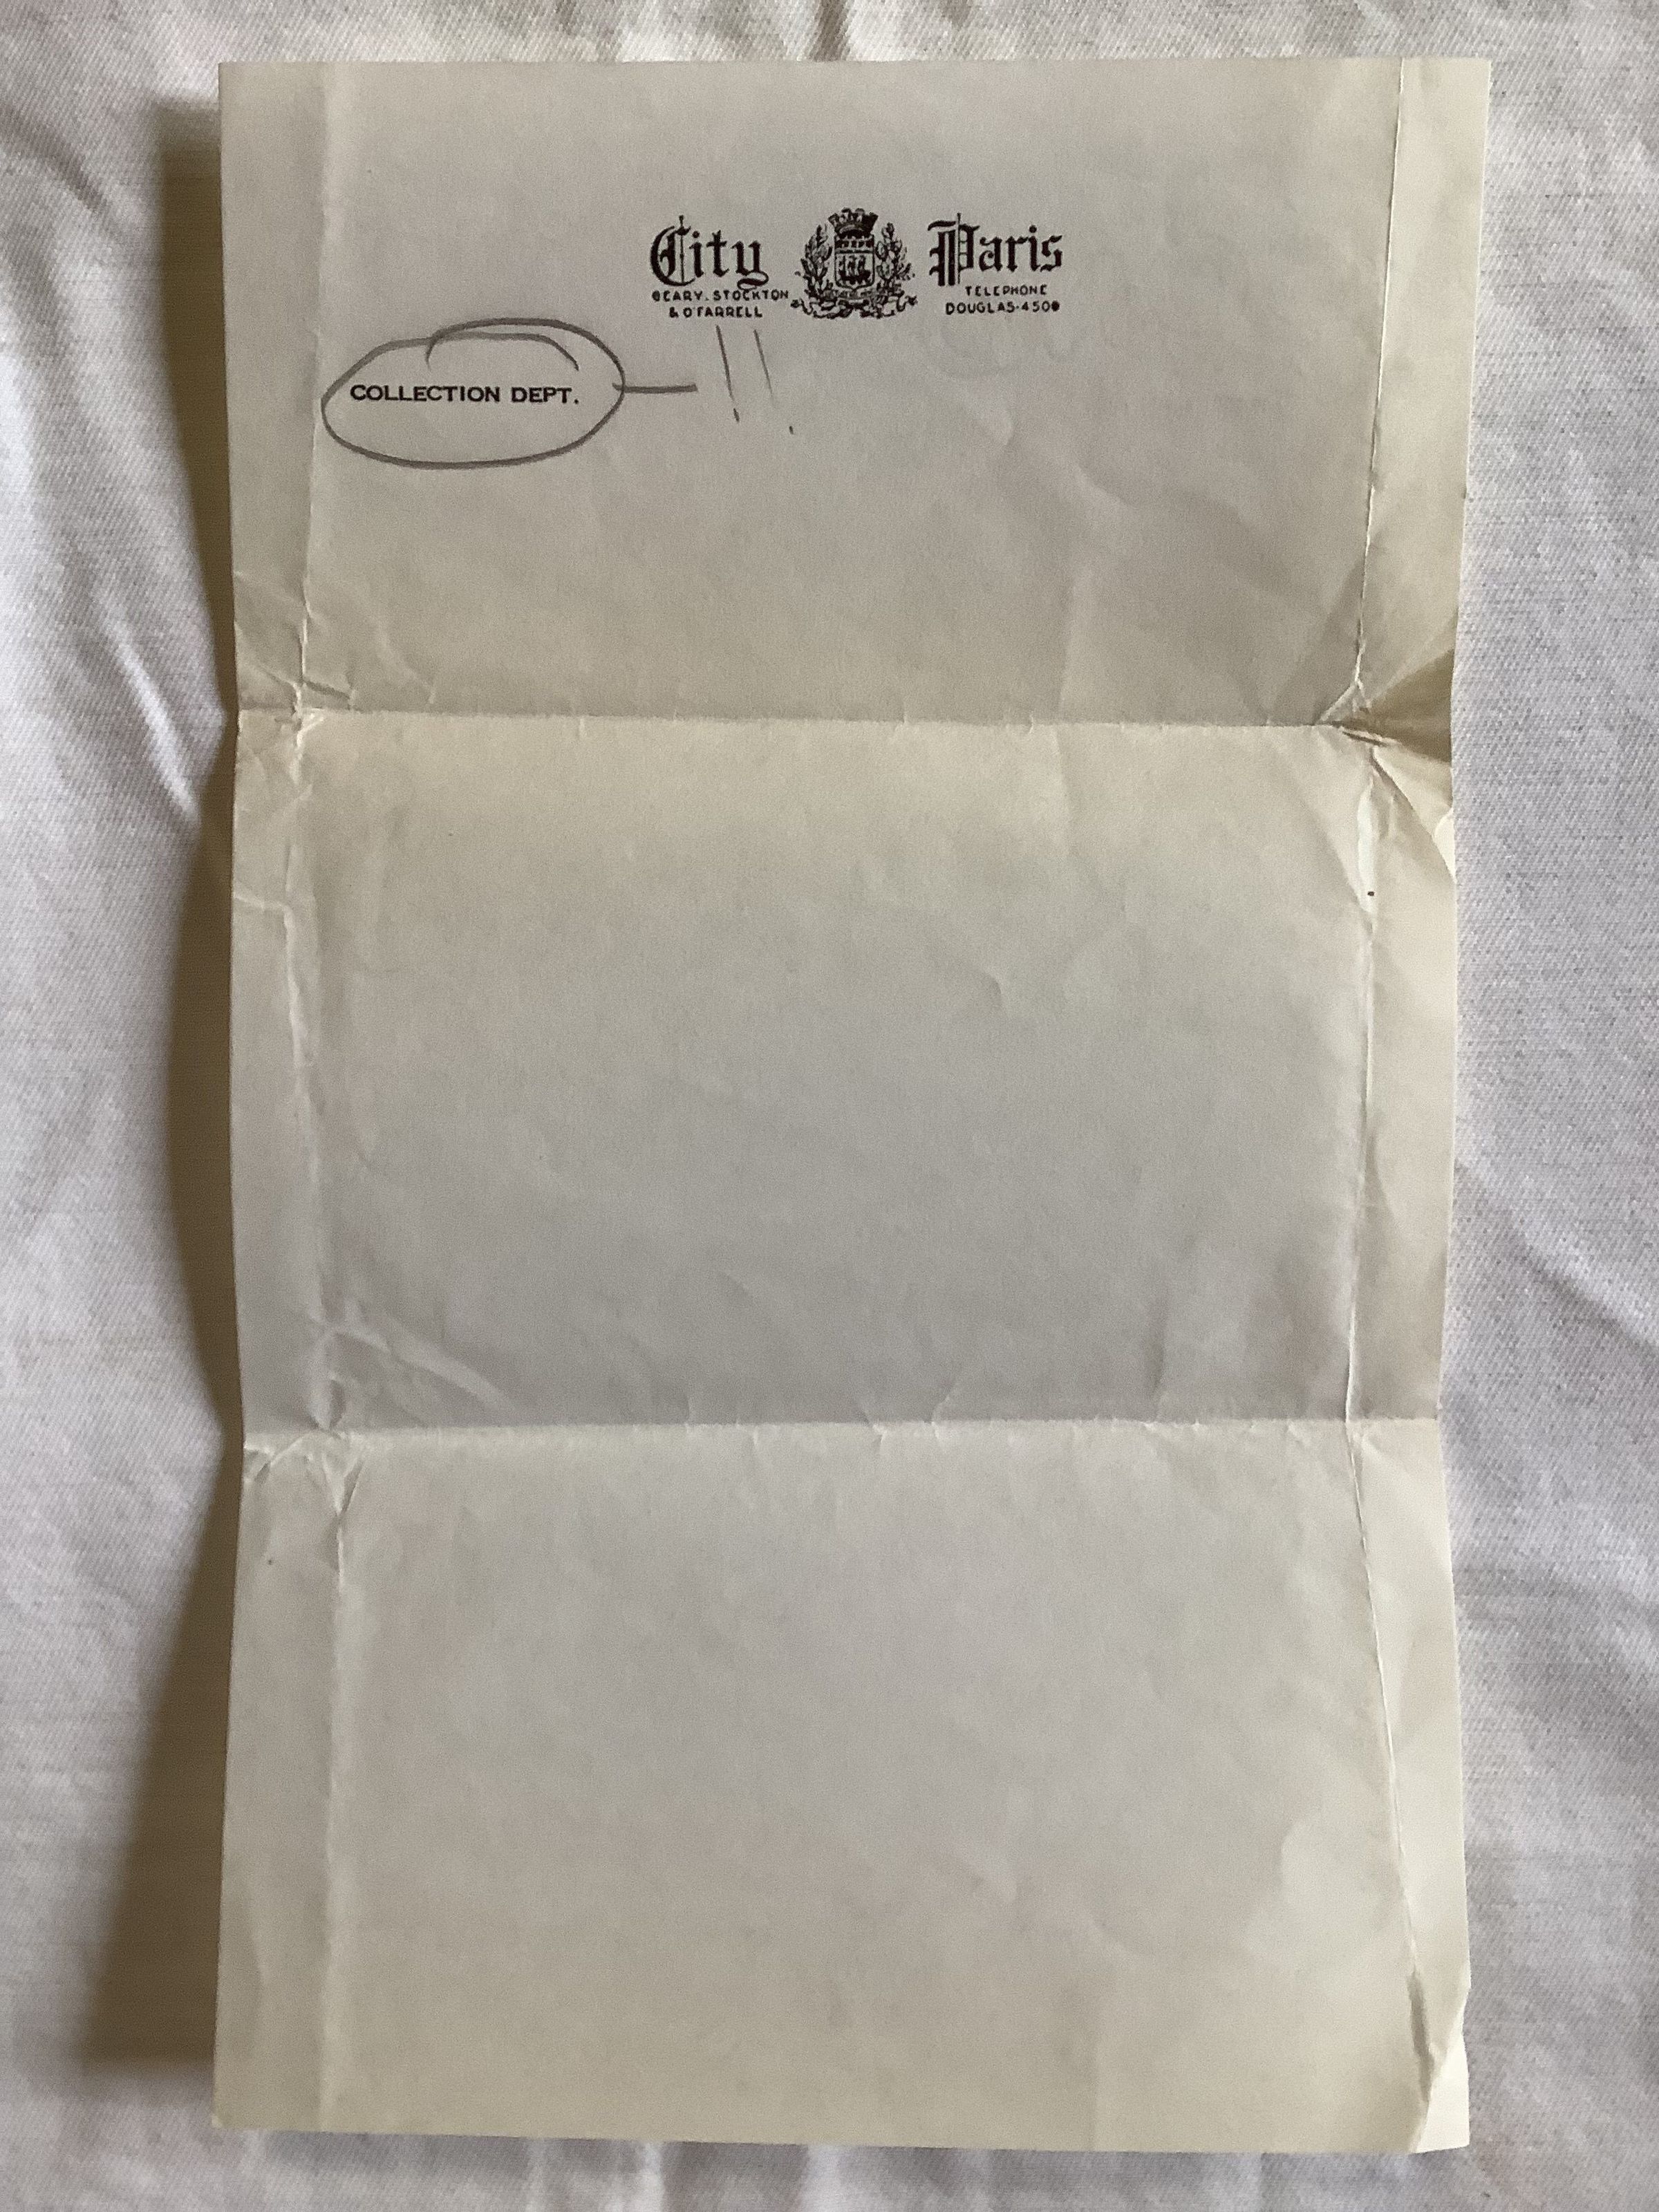 City Paris
GEARY. STOCKTON
& O'FARRELL
TELEPHONE
DOUGLAS-4500
COLLECTION DEPT. — !!